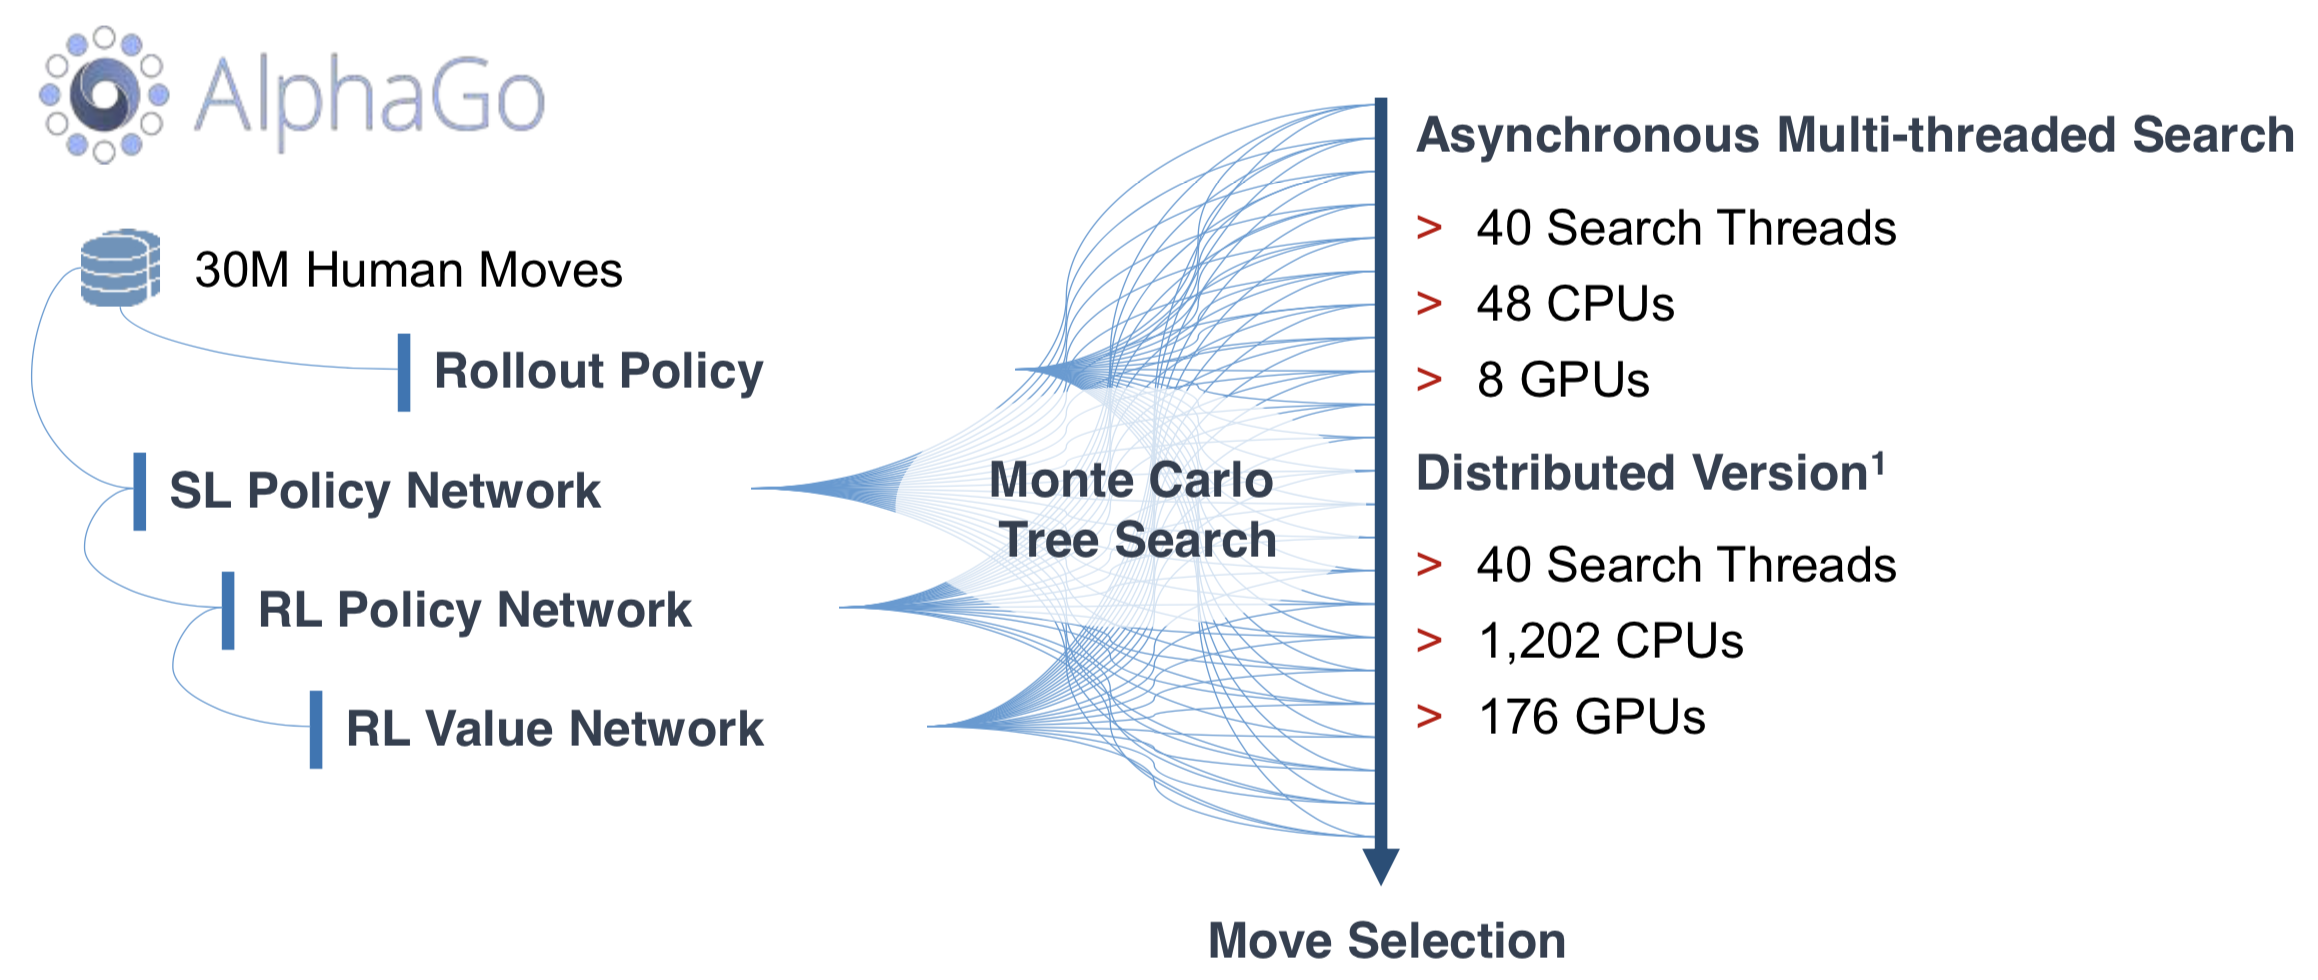 AlphaGo
30M Human Moves
Rollout Policy
SL Policy Network
RL Policy Network
RL Value Network
Monte Carlo
Tree Search
Asynchronous Multi-threaded Search
> 40 Search Threads
> 48 CPUs
> 8 GPUs
Distributed Version¹
> 40 Search Threads
> 1,202 CPUs
> 176 GPUs
Move Selection